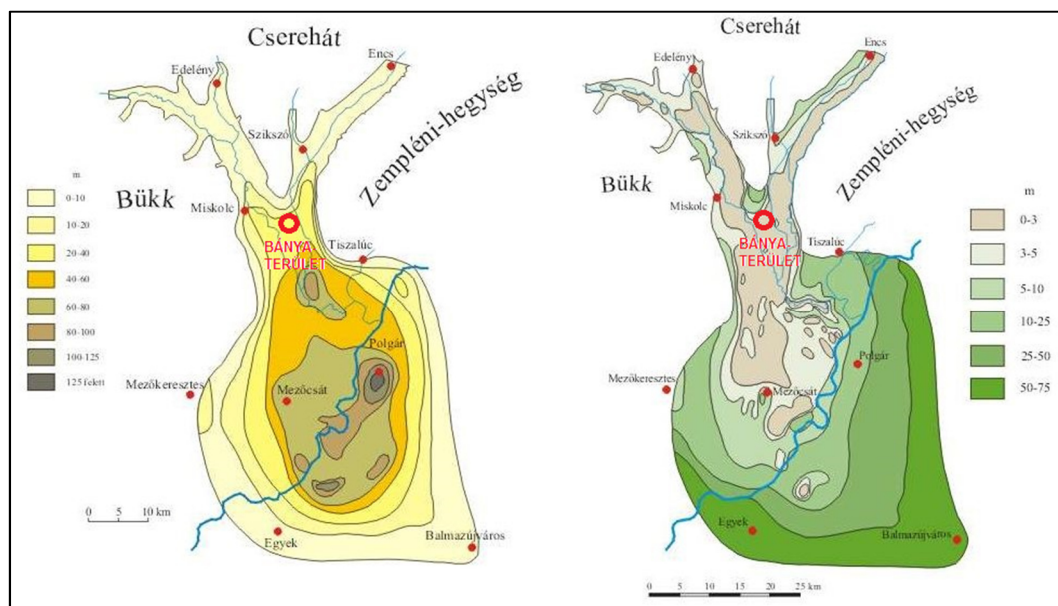 Cserehát
Encs
Edelény
Szikszó
Zempléni-hegység
Bükk
Miskolc
BÁNYA-
TERÜLET
Tiszalúc
Polgár
Mezőkeresztes
Mezőcsát
Egyek
Balmazújváros
m
0-10
10-20
20-40
40-60
60-80
80-100
100-125
125 felett
0 5 10 km
Cserehát
Encs
Edelény
Szikszó
Zempléni-hegység
Bükk
Miskolc
BÁNYA-
TERÜLET
Tiszalúc
Polgár
Mezőkeresztes
Mezőcsát
Egyek
Balmazújváros
m
0-3
3-5
5-10
10-25
25-50
50-75
0 5 10 15 20 25 km